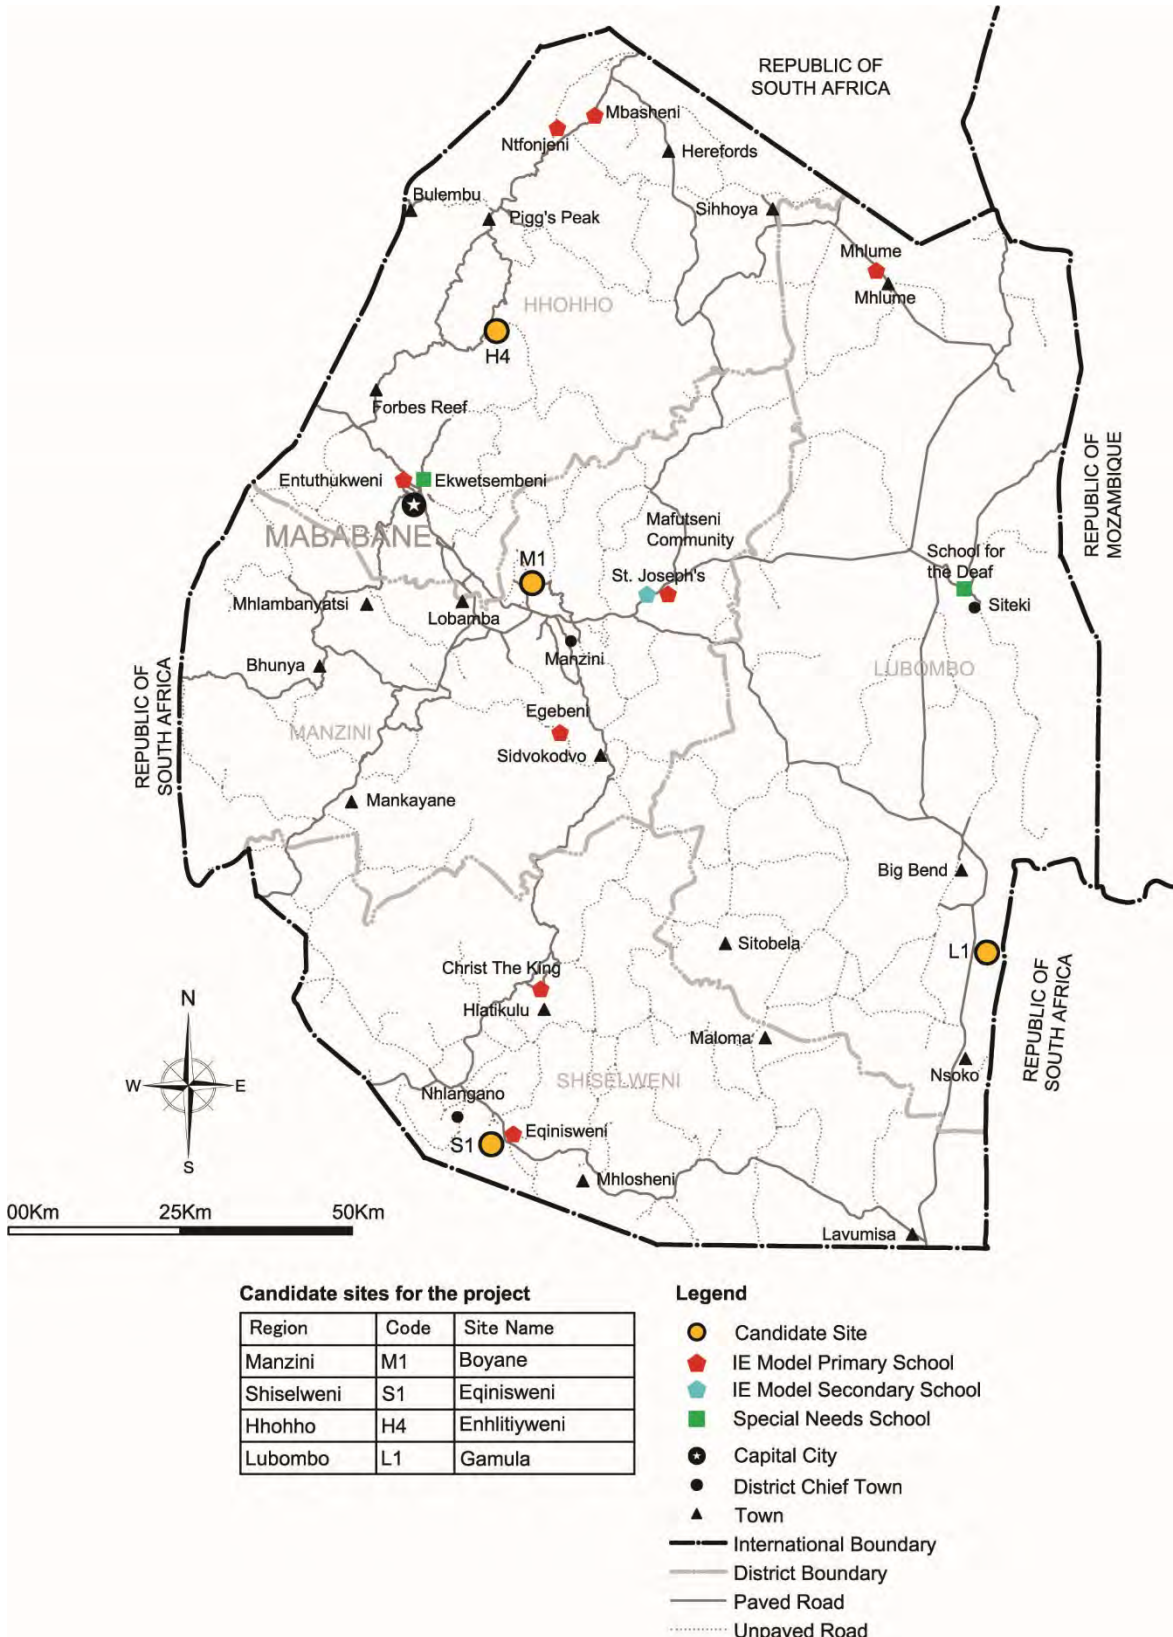 REPUBLIC OF
SOUTH AFRICA
Mbasheni
Ntfonjeni
Herefords
Bulembu
Pigg's Peak
Sihhoya
Mhlume
Mhlume
HHOHHO
H4
Forbes Reef
Entuthukweni
Ekwetsembeni
REPUBLIC OF
MOZAMBIQUE
MABABANE
Mafutseni
Community
M1
St. Joseph's
School for
the Deaf
Siteki
Mhlambanyatsi
Lobamba
Manzini
Bhunya
LUBOMBO
REPUBLIC OF
SOUTH AFRICA
MANZINI
Egebeni
Sidvokodvo
Mankayane
Big Bend
Sitobela
L1
Christ The King
Hlatikulu
REPUBLIC OF
SOUTH AFRICA
N
W
E
S
Maloma
Nsoko
SHISELWENI
Nhlangano
S1
Eqinisweni
Mhlosheni
Lavumisa
00Km
25Km
50Km
Candidate sites for the project
Region Code Site Name
Manzini M1 Boyane
Shiselweni S1 Eqinisweni
Hhohho H4 Enhlitiyweni
Lubombo L1 Gamula
Legend
Candidate Site
IE Model Primary School
IE Model Secondary School
Special Needs School
Capital City
District Chief Town
Town
International Boundary
District Boundary
Paved Road
Unpaved Road